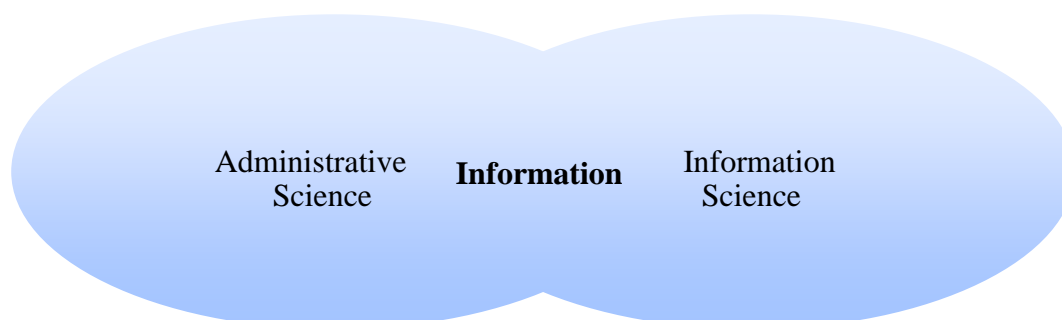 Administrative
Science
Information
Information
Science